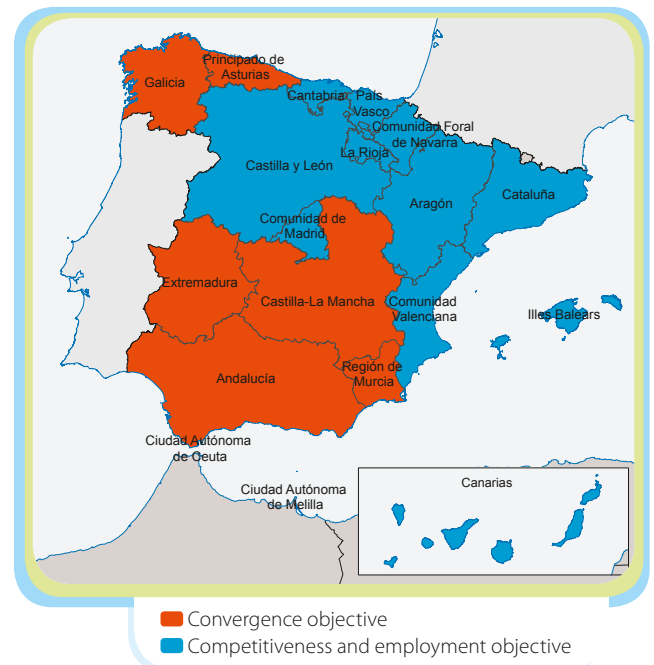 Principado de
Asturias
Galicia
Cantabria
País
Vasco
Comunidad Foral
de Navarra
La Rioja
Castilla y León
Cataluña
Aragón
Comunidad de
Madrid
Extremadura
Castilla-La Mancha
Comunidad
Valenciana
Illes Balears
Región de
Murcia
Andalucía
Ciudad Autónoma
de Ceuta
Ciudad Autónoma
de Melilla
Canarias
Convergence objective
Competitiveness and employment objective